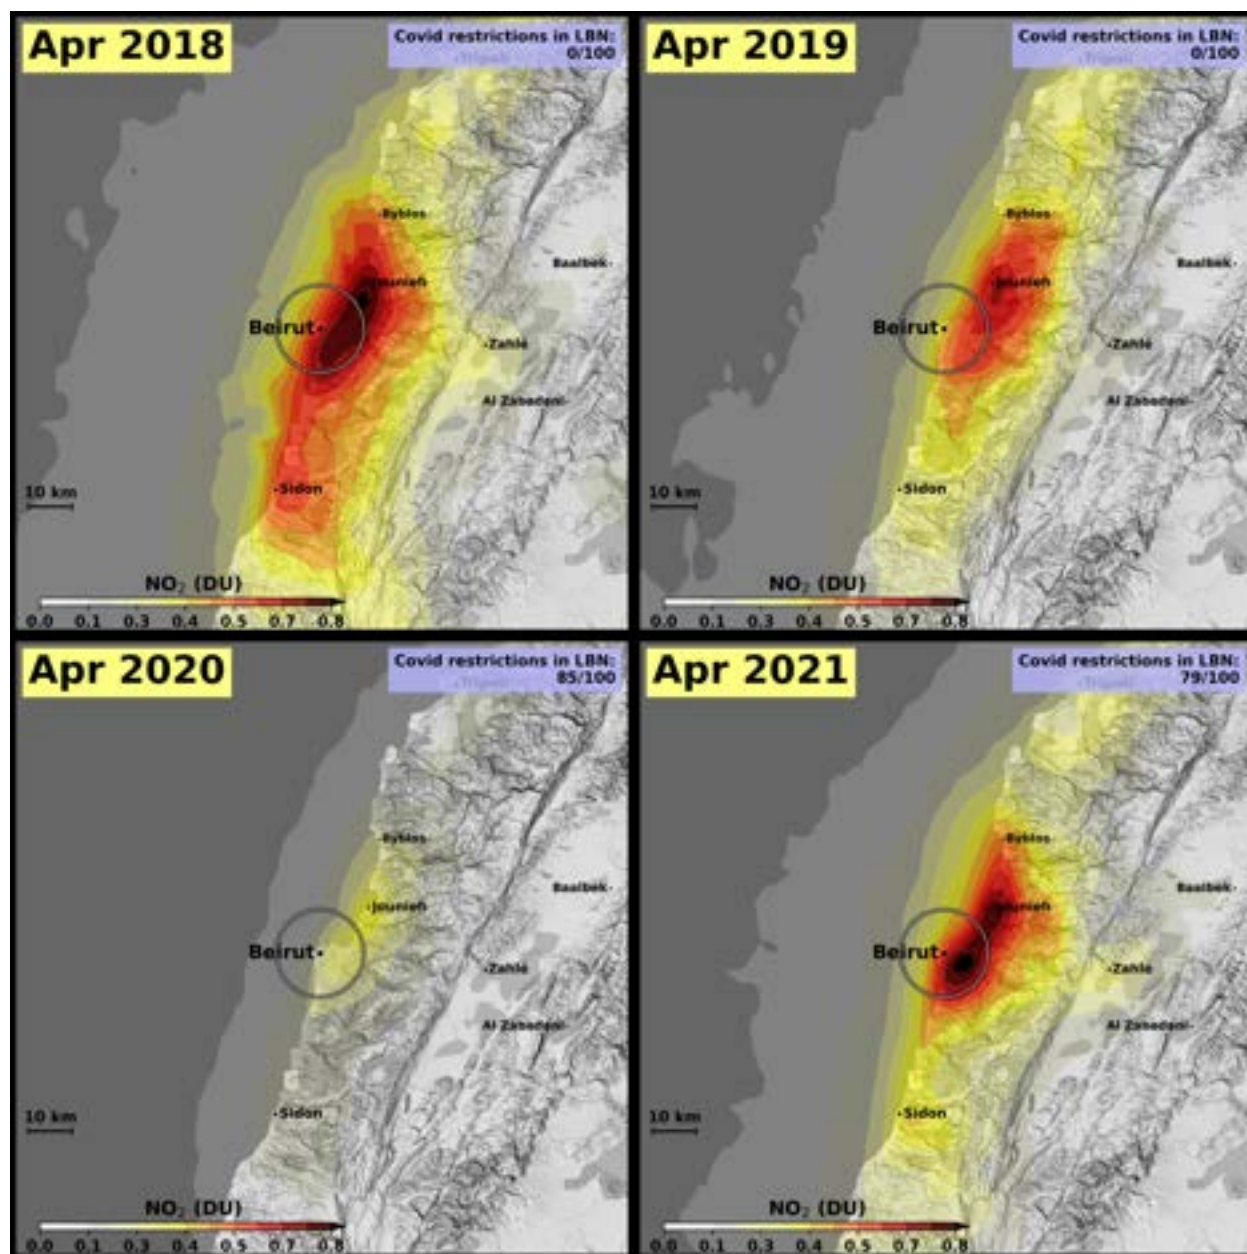 Apr 2018
Covid restrictions in LBN:
0/100
-Tripoli
-Byblos
-Jounieh
Baalbek-
Beirut-
-Zahlé
Al Zabadani-
-Sidon
10 km
NO₂ (DU)
0.0 0.1 0.3 0.4 0.5 0.7 0.8
Apr 2019
Covid restrictions in LBN:
0/100
-Tripoli
-Byblos
-Jounieh
Baalbek-
Beirut-
-Zahlé
Al Zabadani-
-Sidon
10 km
NO₂ (DU)
0.0 0.1 0.3 0.4 0.5 0.7 0.8
Apr 2020
Covid restrictions in LBN:
85/100
-Tripoli
-Byblos
-Jounieh
Baalbek-
Beirut-
-Zahlé
Al Zabadani-
-Sidon
10 km
NO₂ (DU)
0.0 0.1 0.3 0.4 0.5 0.7 0.8
Apr 2021
Covid restrictions in LBN:
79/100
-Tripoli
-Byblos
-Jounieh
Baalbek-
Beirut-
-Zahlé
Al Zabadani-
-Sidon
10 km
NO₂ (DU)
0.0 0.1 0.3 0.4 0.5 0.7 0.8